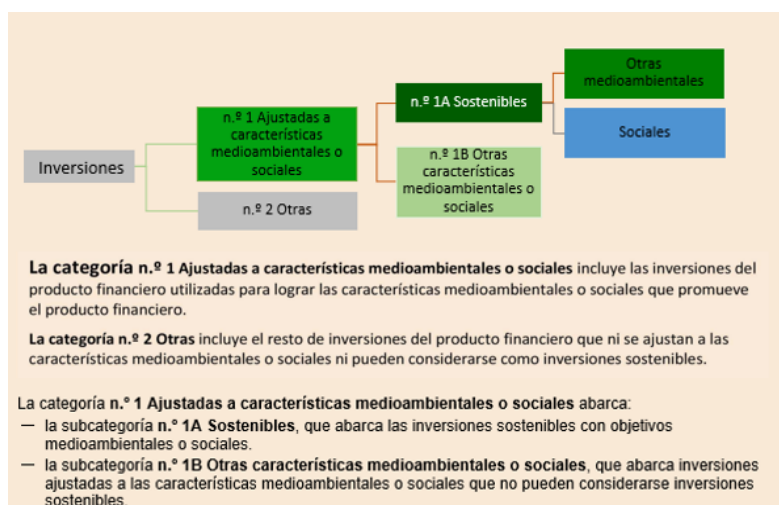 Otras
medioambientales
n.º 1A Sostenibles
n.º 1 Ajustadas a
características
medioambientales o
sociales
Sociales
n.º 1B Otras
características
medioambientales o
sociales
Inversiones
n.º 2 Otras
La categoría n.º 1 Ajustadas a características medioambientales o sociales incluye las inversiones del
producto financiero utilizadas para lograr las características medioambientales o sociales que promueve
el producto financiero.
La categoría n.º 2 Otras incluye el resto de inversiones del producto financiero que ni se ajustan a las
características medioambientales o sociales ni pueden considerarse como inversiones sostenibles.
La categoría n.º 1 Ajustadas a características medioambientales o sociales abarca:
— la subcategoría n.º 1A Sostenibles, que abarca las inversiones sostenibles con objetivos
medioambientales o sociales.
— la subcategoría n.º 1B Otras características medioambientales o sociales, que abarca inversiones
ajustadas a las características medioambientales o sociales que no pueden considerarse inversiones
sostenibles.